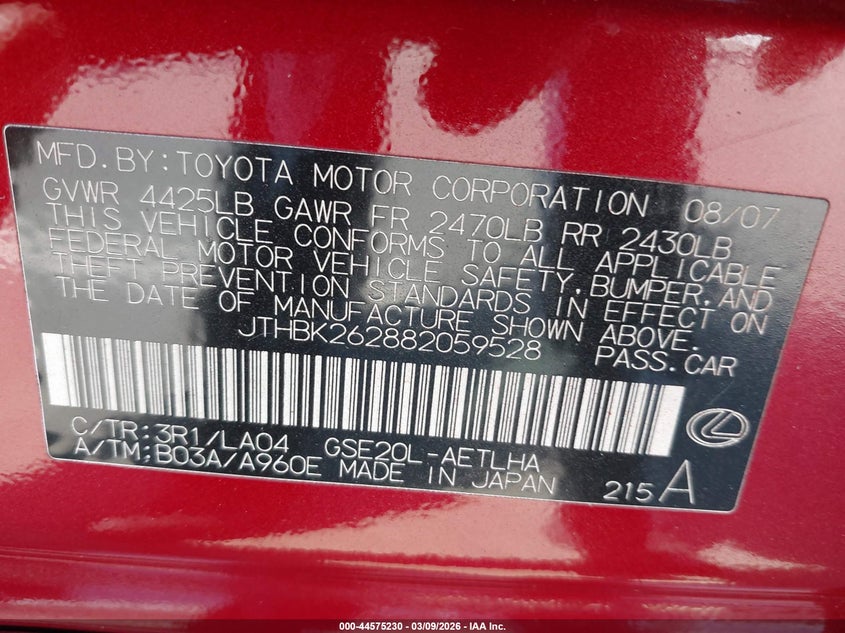 MFD. BY: TOYOTA MOTOR CORPORATION 08/07
GVWR 4425LB GAWR FR 2470LB RR 2430LB
THIS VEHICLE CONFORMS TO ALL APPLICABLE
FEDERAL MOTOR VEHICLE SAFETY, BUMPER, AND
THEFT PREVENTION STANDARDS IN EFFECT ON
THE DATE OF MANUFACTURE SHOWN ABOVE.
JTHBK262882059528 PASS. CAR
C/TR: 3R1/LA04 GSE20L-AETLHA
A/TM: B03A/A960E MADE IN JAPAN 215 A
000-44575230 - 03/09/2026 - IAA Inc.